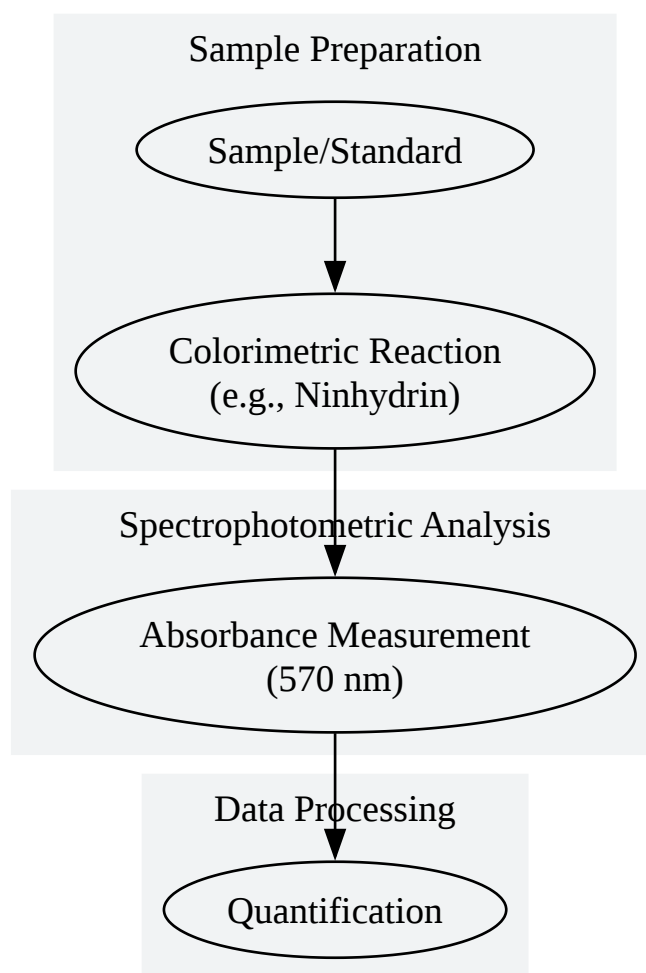 Sample Preparation
Sample/Standard
Colorimetric Reaction
(e.g., Ninhydrin)
Spectrophotometric Analysis
Absorbance Measurement
(570 nm)
Data Processing
Quantification